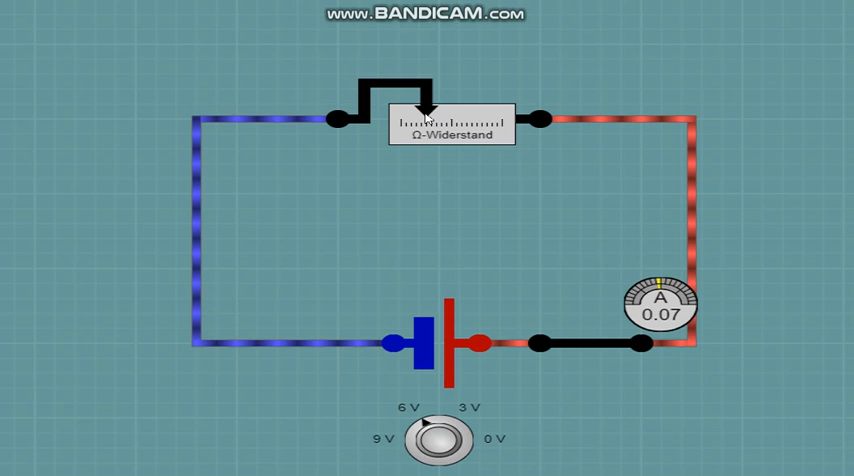 www.BANDICAM.com
Ω-Widerstand
A
0.07
6 V 3 V
9 V 0 V